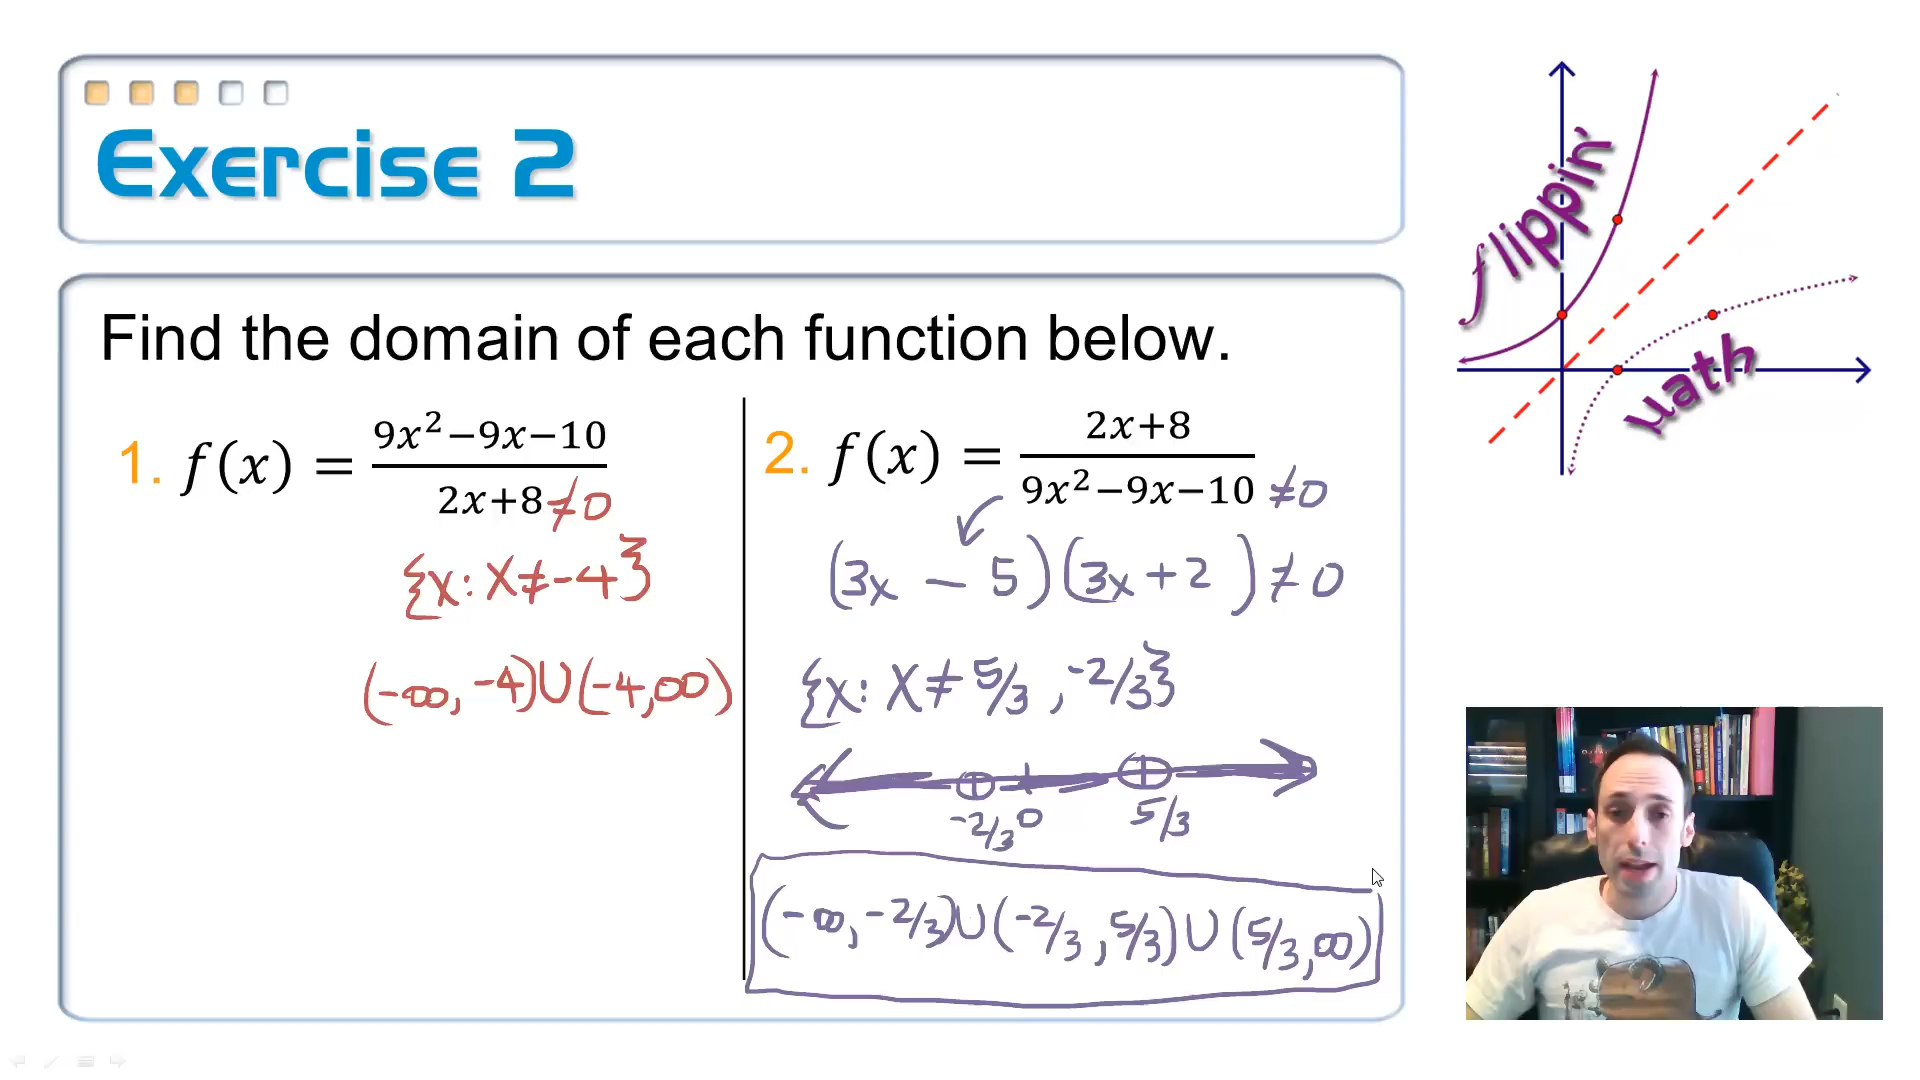 Exercise 2
flippin'
math
Find the domain of each function below.
1. f(x) = (9x² − 9x − 10)/(2x + 8) ≠ 0
{x: x ≠ -4}
(-∞, -4) ∪ (-4, ∞)
2. f(x) = (2x + 8)/(9x² − 9x − 10) ≠ 0
(3x − 5)(3x + 2) ≠ 0
{x: x ≠ 5/3, -2/3}
-2/3 0 5/3
(-∞, -2/3) ∪ (-2/3, 5/3) ∪ (5/3, ∞)